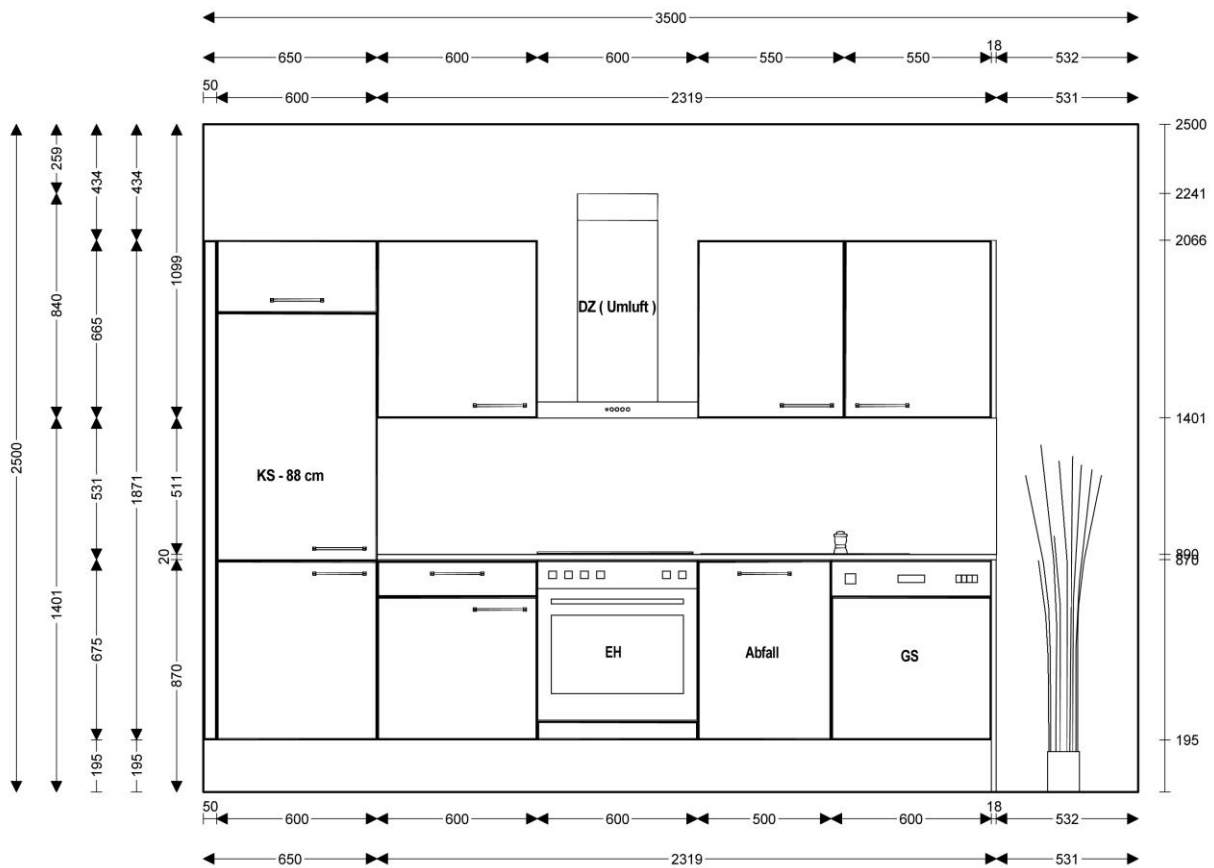 3500
650 600 600 550 550 18 532
50 600 2319 531
2500
259 840 1401
434 665 531 675 195
434 1871 195
1099 511 20 870
2500
2241
2066
1401
890
870
195
DZ ( Umluft )
KS - 88 cm
EH Abfall GS
50 600 600 600 500 600 18 532
650 2319 531